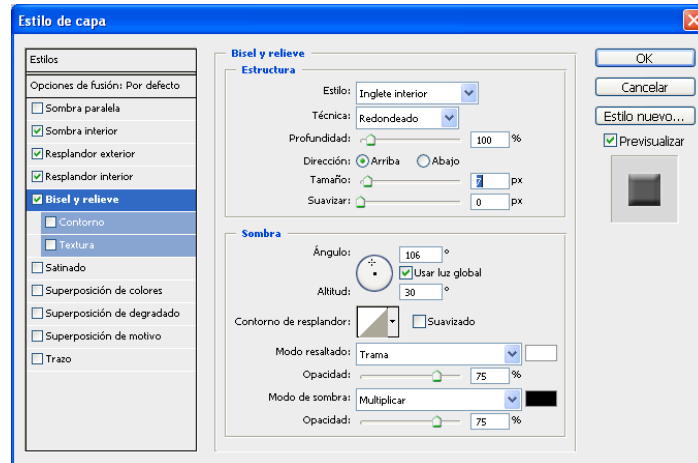 Estilo de capa
Estilos
Opciones de fusión: Por defecto
Sombra paralela
Sombra interior
Resplandor exterior
Resplandor interior
Bisel y relieve
Contorno
Textura
Satinado
Superposición de colores
Superposición de degradado
Superposición de motivo
Trazo
Bisel y relieve
Estructura
Estilo: Inglete interior
Técnica: Redondeado
Profundidad: 100 %
Dirección: Arriba Abajo
Tamaño: 7 px
Suavizar: 0 px
Sombra
Ángulo: 106 °
Usar luz global
Altitud: 30 °
Contorno de resplandor: Suavizado
Modo resaltado: Trama
Opacidad: 75 %
Modo de sombra: Multiplicar
Opacidad: 75 %
OK
Cancelar
Estilo nuevo...
Previsualizar